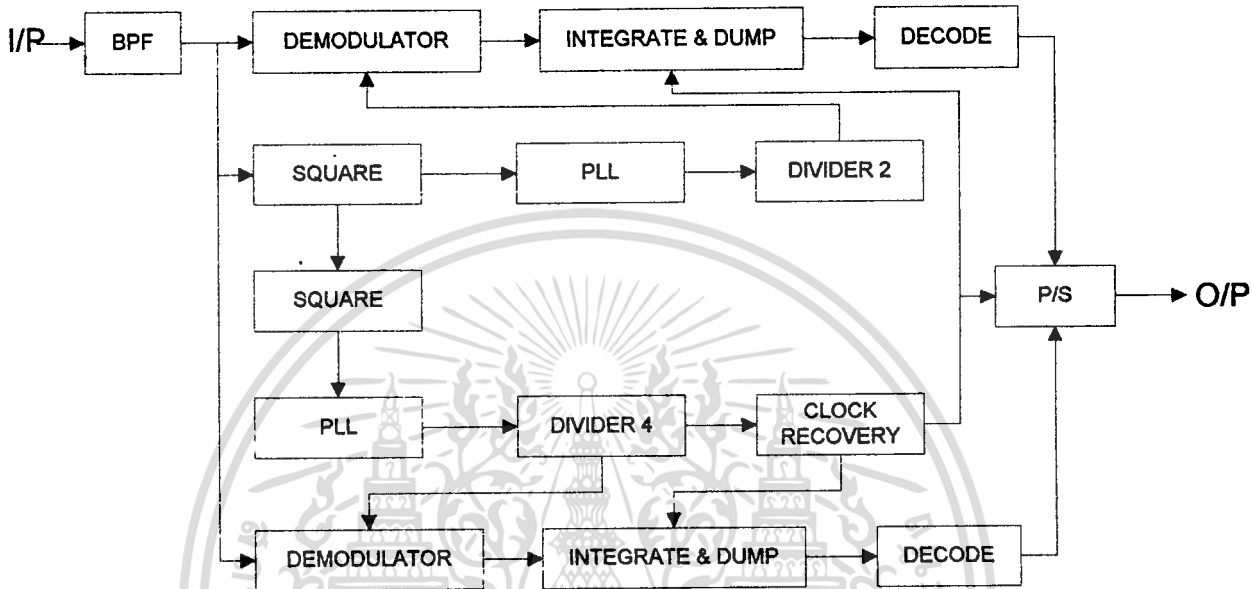 I/P
BPF
DEMODULATOR
INTEGRATE & DUMP
DECODE
SQUARE
PLL
DIVIDER 2
SQUARE
P/S
O/P
PLL
DIVIDER 4
CLOCK
RECOVERY
DEMODULATOR
INTEGRATE & DUMP
DECODE